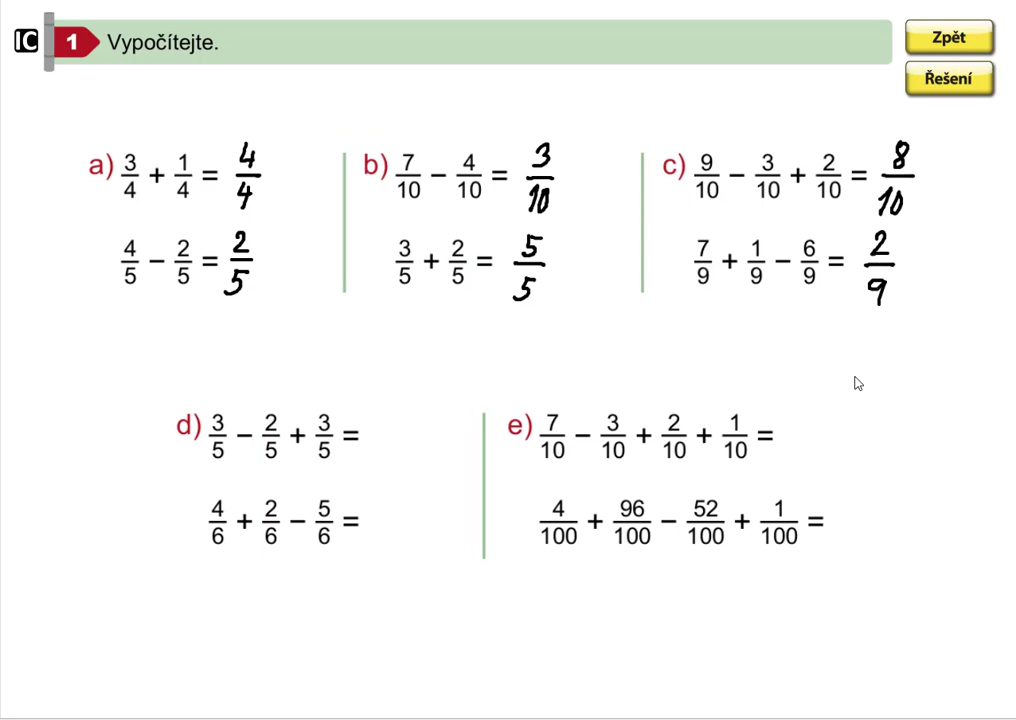 IC 1 Vypočítejte. Zpět
Řešení
a) 3/4 + 1/4 = 4/4
4/5 − 2/5 = 2/5
b) 7/10 − 4/10 = 3/10
3/5 + 2/5 = 5/5
c) 9/10 − 3/10 + 2/10 = 8/10
7/9 + 1/9 − 6/9 = 2/9
d) 3/5 − 2/5 + 3/5 =
4/6 + 2/6 − 5/6 =
e) 7/10 − 3/10 + 2/10 + 1/10 =
4/100 + 96/100 − 52/100 + 1/100 =